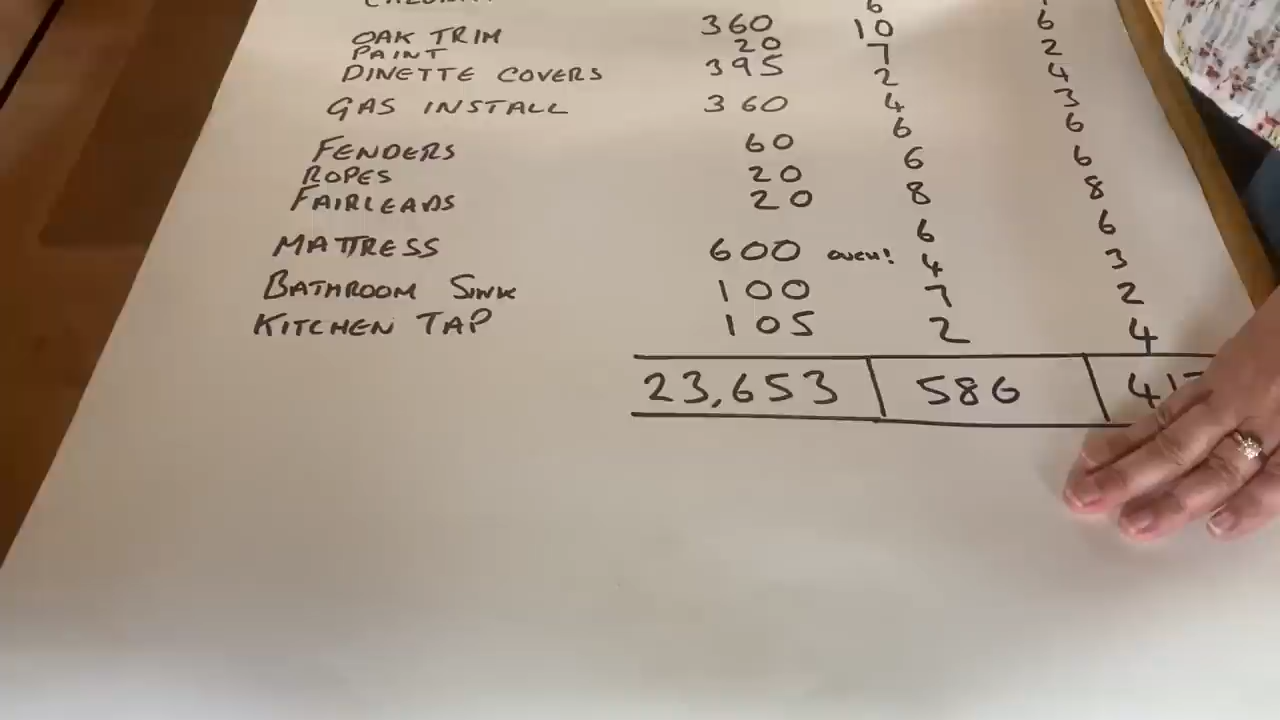 OAK TRIM 360 10 6
PAINT 20 7 2
DINETTE COVERS 395 2 4
GAS INSTALL 360 4 3
6 6
FENDERS 60 6 6
ROPES 20
FAIRLEADS 20 8 8
6 6
MATTRESS 600 oven! 4 3
BATHROOM SINK 100 7 2
KITCHEN TAP 105 2 4
23,653 586